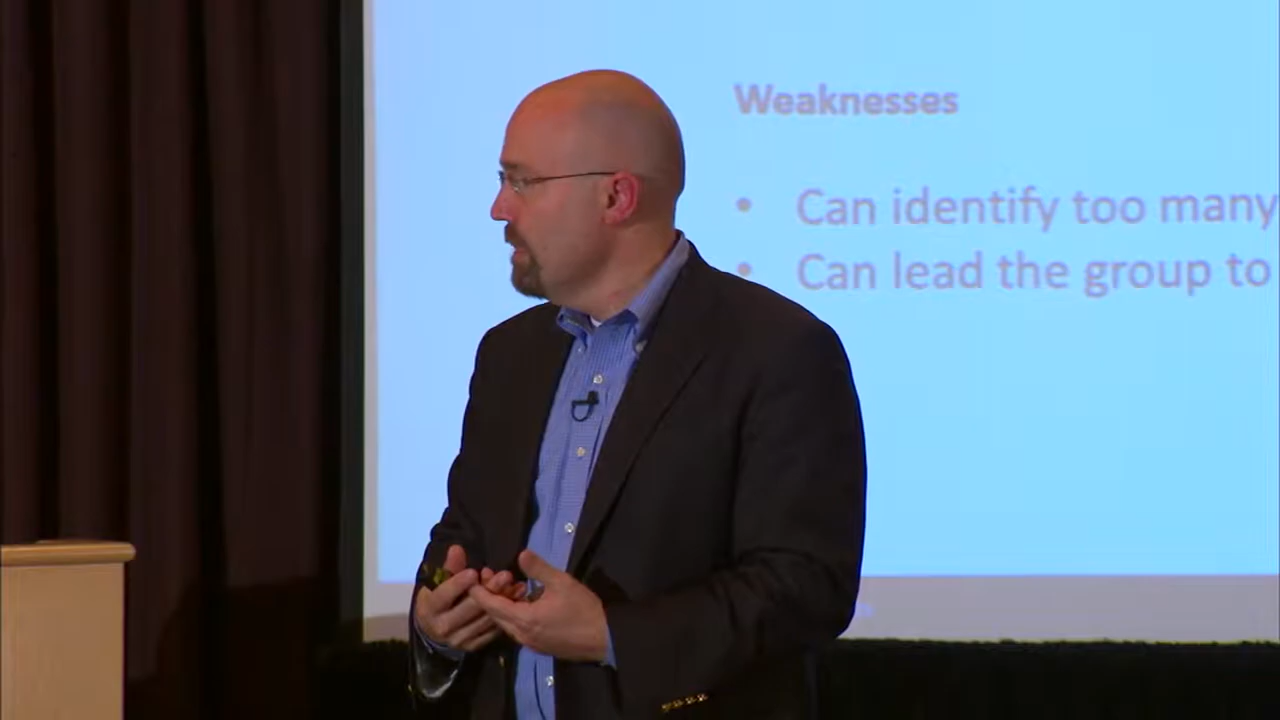 Weaknesses
• Can identify too many
• Can lead the group to